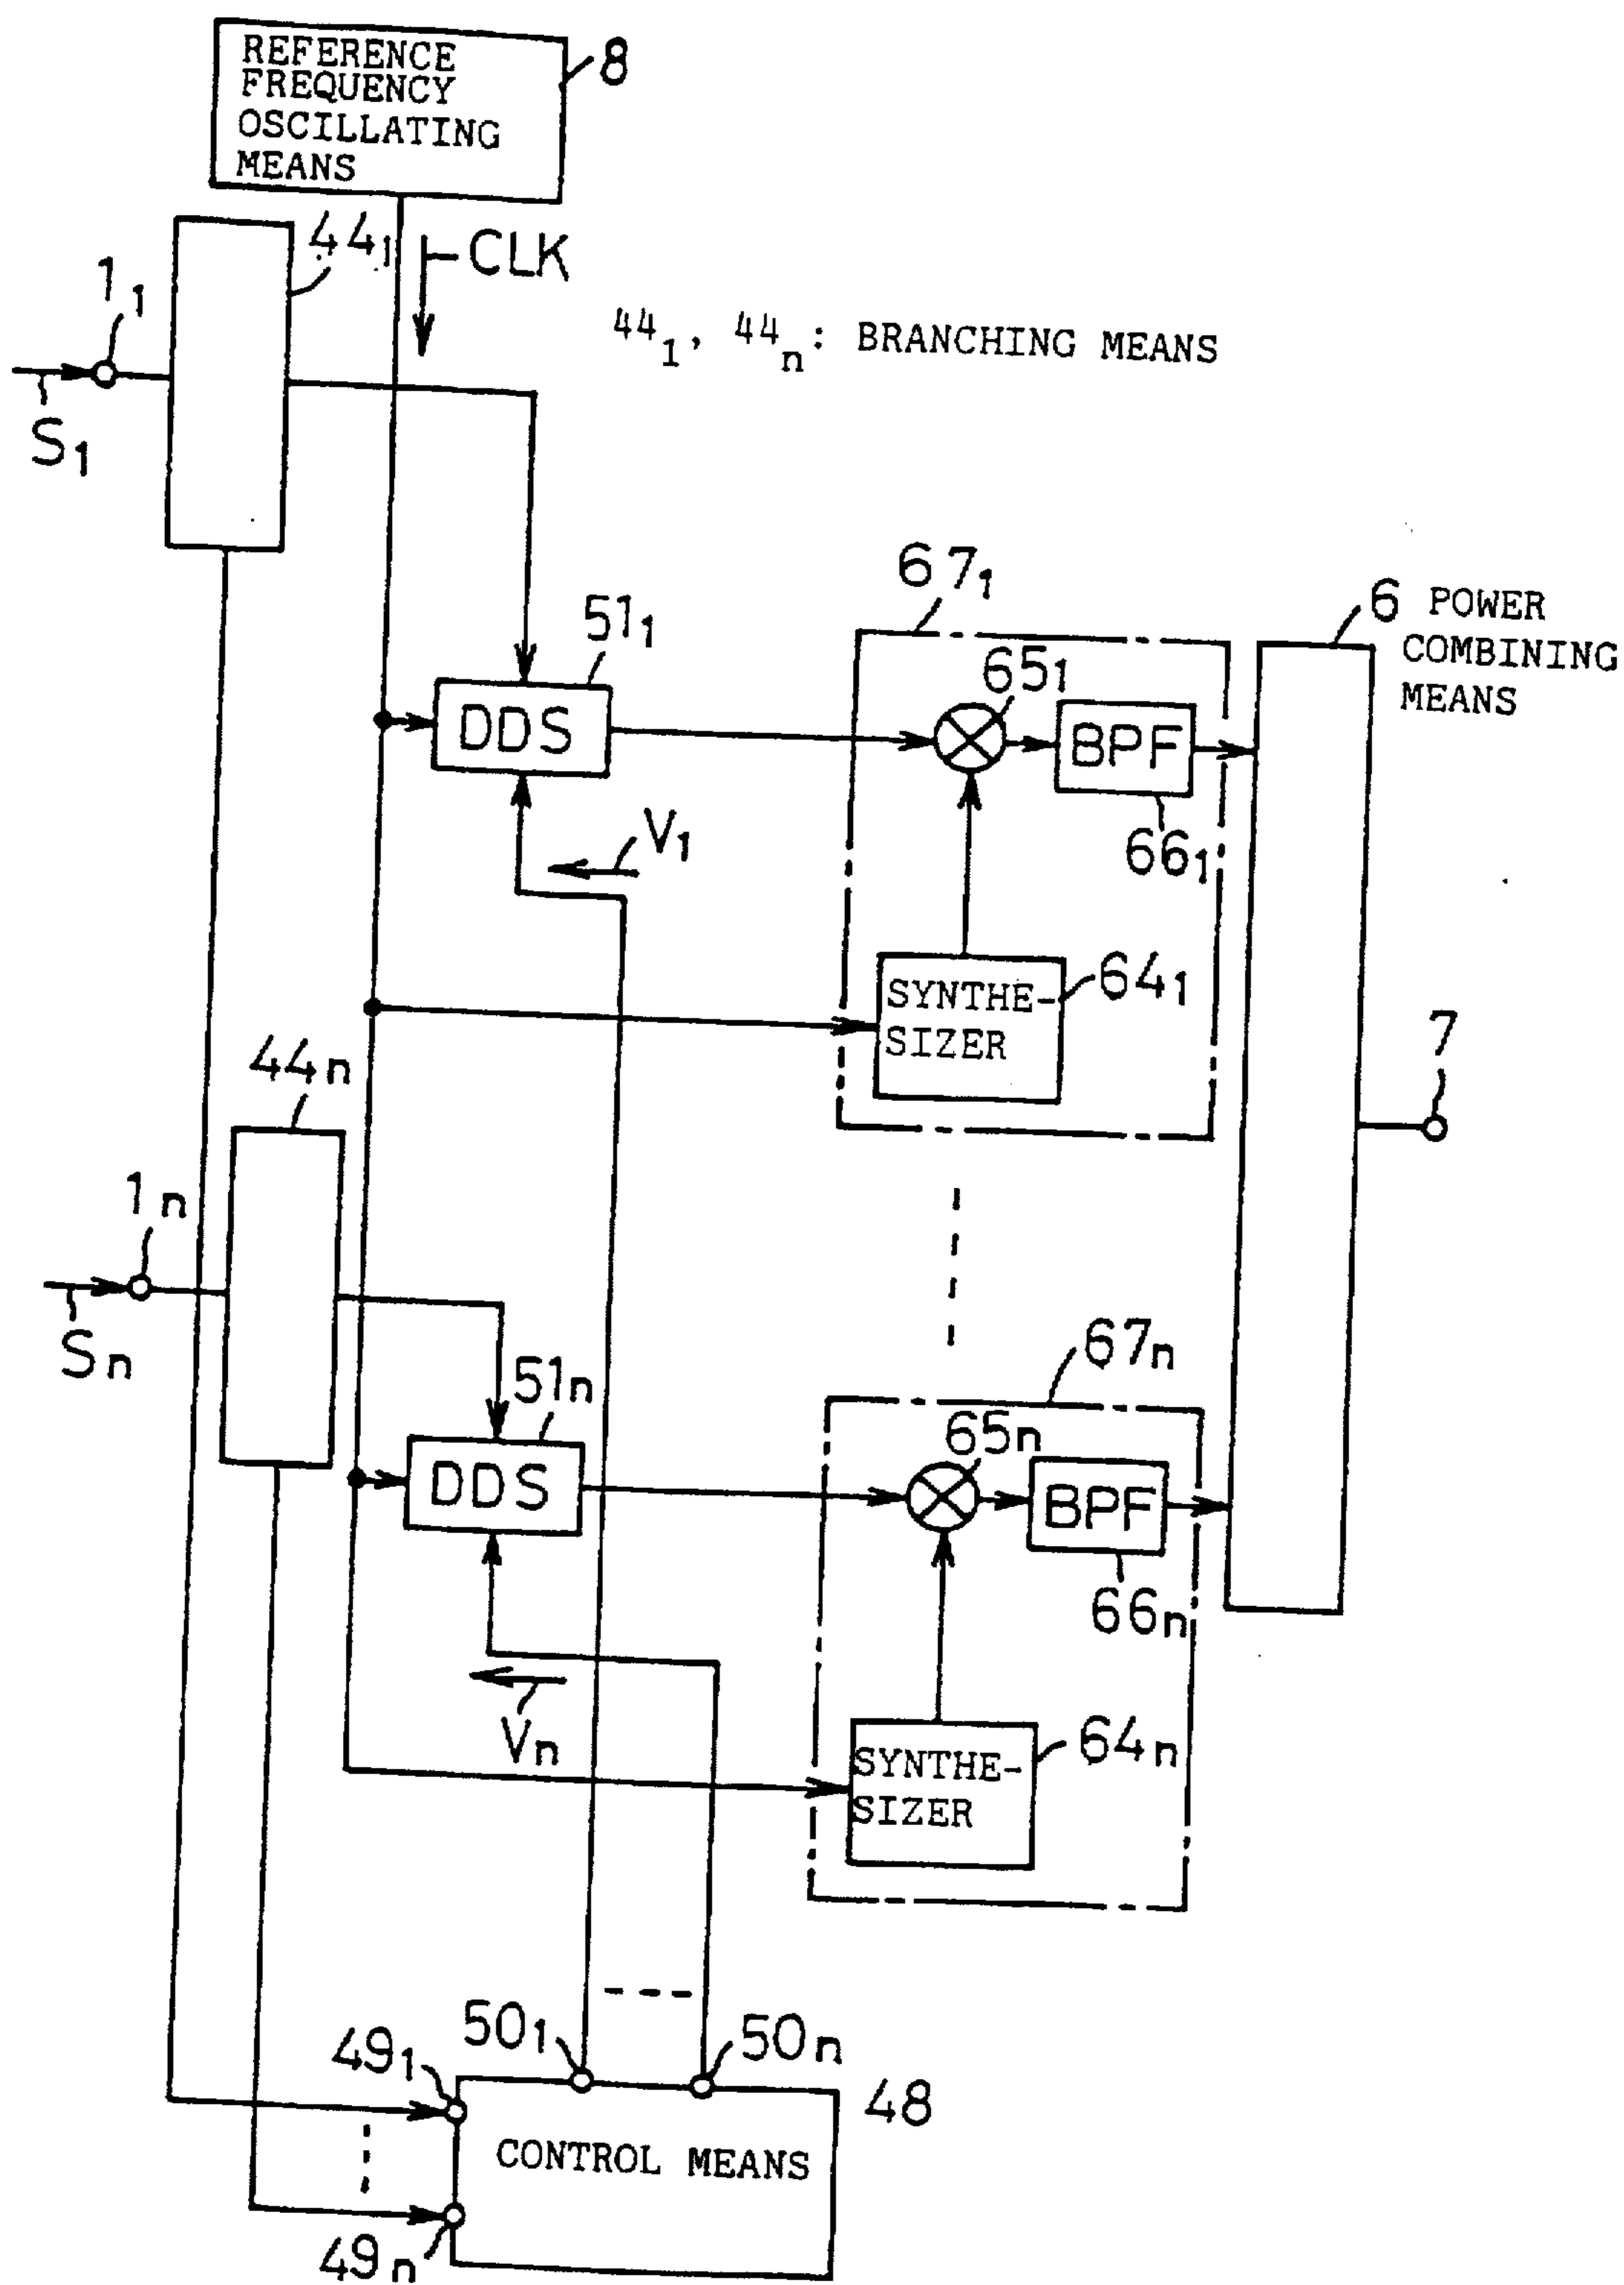 REFERENCE
FREQUENCY
OSCILLATING
MEANS
8
44₁
CLK
1₁
44₁, 44ₙ: BRANCHING MEANS
S₁
67₁
6 POWER
COMBINING
MEANS
51₁
65₁
DDS
BPF
V₁
66₁
SYNTHE-
SIZER
64₁
7
44n
1n
Sn
67n
51n
65n
DDS
BPF
66n
Vn
SYNTHE-
SIZER
64n
50₁
50n
49₁
48
CONTROL MEANS
49n